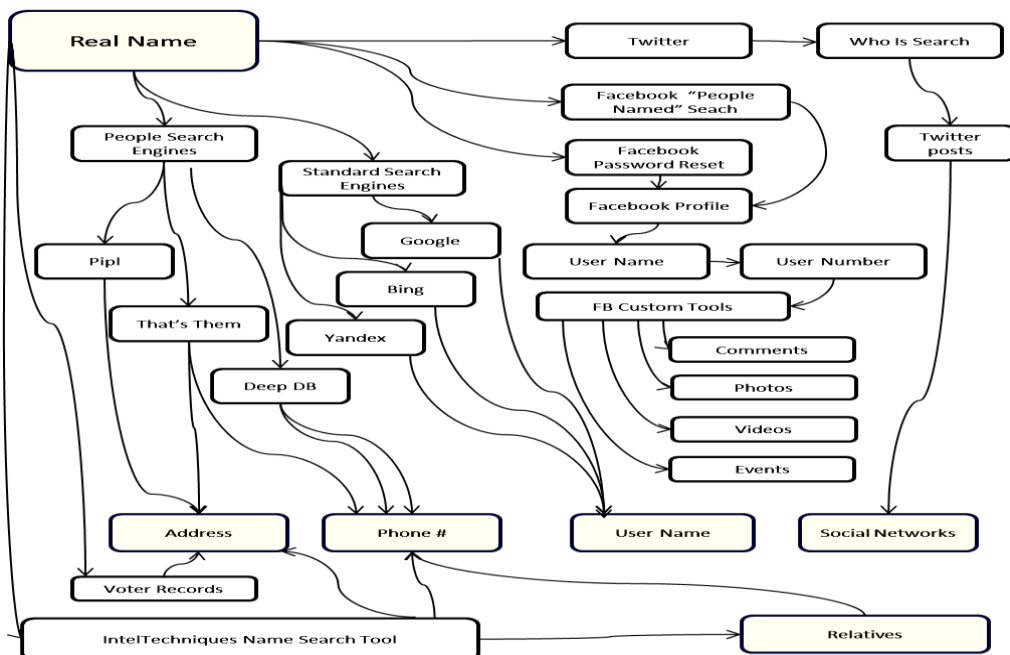 Real Name
Twitter
Who Is Search
Facebook "People
Named" Seach
People Search
Engines
Standard Search
Engines
Facebook
Password Reset
Twitter
posts
Facebook Profile
Google
Pipl
User Name
User Number
Bing
FB Custom Tools
That's Them
Yandex
Comments
Deep DB
Photos
Videos
Events
Address
Phone #
User Name
Social Networks
Voter Records
IntelTechniques Name Search Tool
Relatives